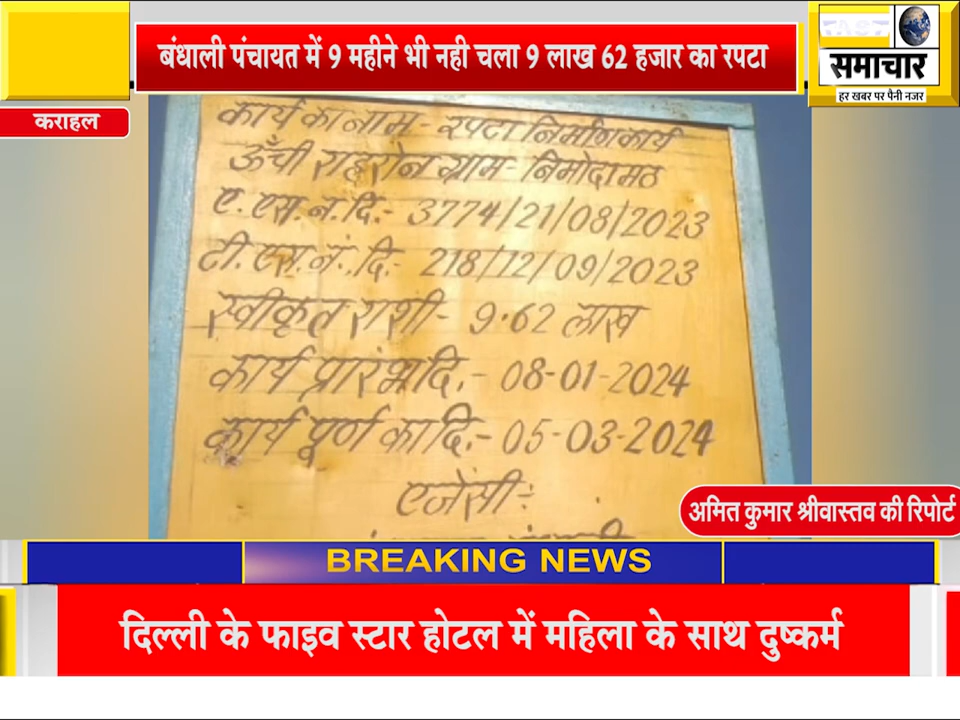 बंधाली पंचायत में 9 महीने भी नही चला 9 लाख 62 हजार का रपटा
FAST
समाचार
हर खबर पर पैनी नजर
कराहल
कार्य का नाम - रपटा निर्माण कार्य
ऊँची राहरोन ग्राम - निमोदामठ
ए. एस. नं. दि. - 3774/21/08/2023
टी. एस. नं. दि. - 218/12/09/2023
स्वीकृत राशी - 9.62 लाख
कार्य प्रारंभ दि. - 08-01-2024
कार्य पूर्ण का दि. - 05-03-2024
एजेंसी :-
अमित कुमार श्रीवास्तव की रिपोर्ट
BREAKING NEWS
दिल्ली के फाइव स्टार होटल में महिला के साथ दुष्कर्म